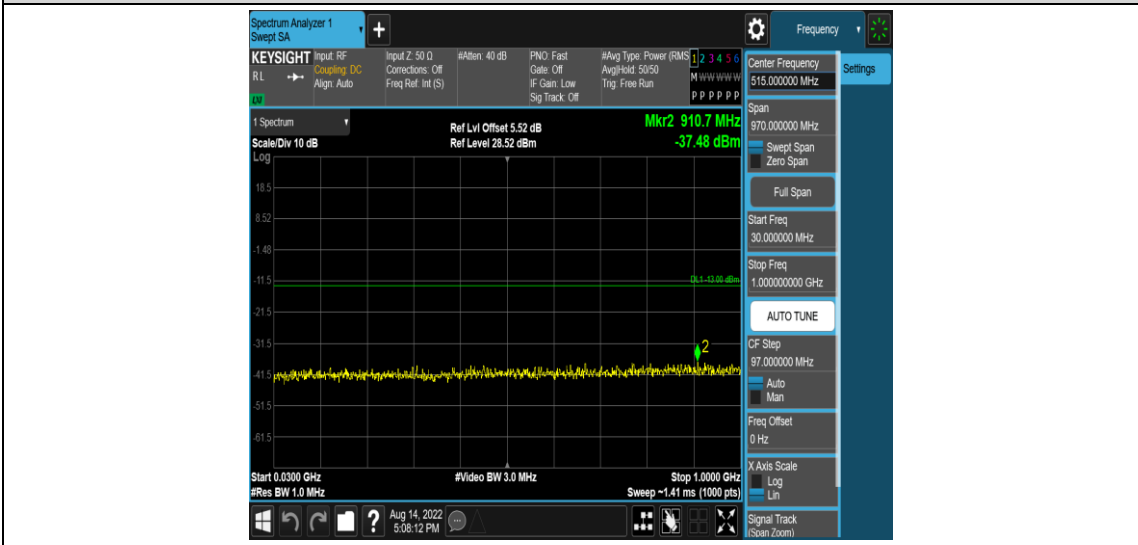 Spectrum Analyzer 1
Swept SA
+
Frequency
KEYSIGHT
Input: RF
Input Z: 50 Ω
#Atten: 40 dB
PNO: Fast
#Avg Type: Power (RMS
1 2 3 4 5 6
RL
Coupling: DC
Corrections: Off
Gate: Off
Avg|Hold: 50/50
M W W W W W
Align: Auto
Freq Ref: Int (S)
IF Gain: Low
Trig: Free Run
Sig Track: Off
P P P P P P
LXI
1 Spectrum
Ref Lvl Offset 5.52 dB
Mkr2 910.7 MHz
Scale/Div 10 dB
Ref Level 28.52 dBm
-37.48 dBm
Log
18.5
8.52
-1.48
-11.5
DL1 -13.00 dBm
-21.5
-31.5
2
-41.5
-51.5
-61.5
Start 0.0300 GHz
#Video BW 3.0 MHz
Stop 1.0000 GHz
#Res BW 1.0 MHz
Sweep ~1.41 ms (1000 pts)
?
Aug 14, 2022
5:08:12 PM
Center Frequency
515.000000 MHz
Settings
Span
970.000000 MHz
Swept Span
Zero Span
Full Span
Start Freq
30.000000 MHz
Stop Freq
1.000000000 GHz
AUTO TUNE
CF Step
97.000000 MHz
Auto
Man
Freq Offset
0 Hz
X Axis Scale
Log
Lin
Signal Track
(Span Zoom)